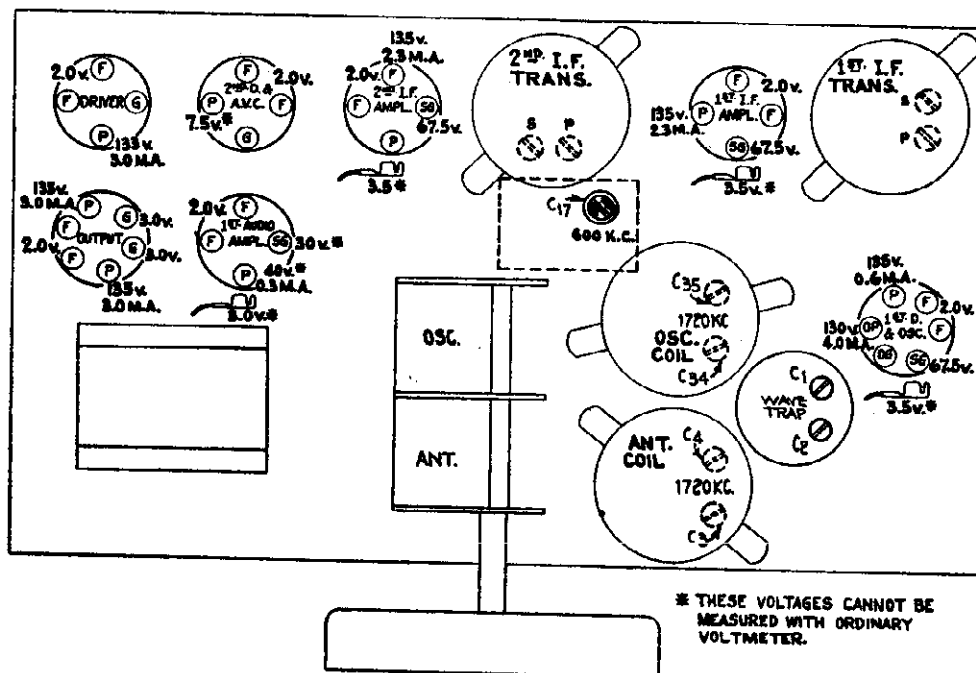 2.0v.
F
F
DRIVER
G
P
135v.
3.0 M.A.
F
2.0v.
2ND D. &
A.V.C.
P
F
7.5v.*
G
135v.
2.3 M.A.
2.0v.
F
F
2ND I.F.
AMPL.
SG
67.5v.
P
3.5*
2ND I.F.
TRANS.
S P
F
2.0v.
135v.
P
1ST I.F.
AMPL.
F
2.3 M.A.
SG
67.5v.
3.5v.*
1ST I.F.
TRANS.
S
P
135v.
3.0 M.A.
P
G
3.0v.
F
OUTPUT.
G
2.0v.
F
3.0v.
P
135v.
3.0 M.A.
2.0v.
F
F
1ST AUDIO
AMPL.
SG
30v.*
P
40v.*
0.3 M.A.
3.0v.*
C17
600 K.C.
OSC.
ANT.
C35
1720KC
OSC.
COIL
C34
135v.
0.6 M.A.
P
F
2.0v.
130v.
OP
1ST D.
& OSC.
F
4.0 M.A.
OG
SG
67.5v.
3.5v.*
C1
WAVE
TRAP
C2
ANT.
COIL
C4
1720KC.
C3
* THESE VOLTAGES CANNOT BE
MEASURED WITH ORDINARY
VOLTMETER.